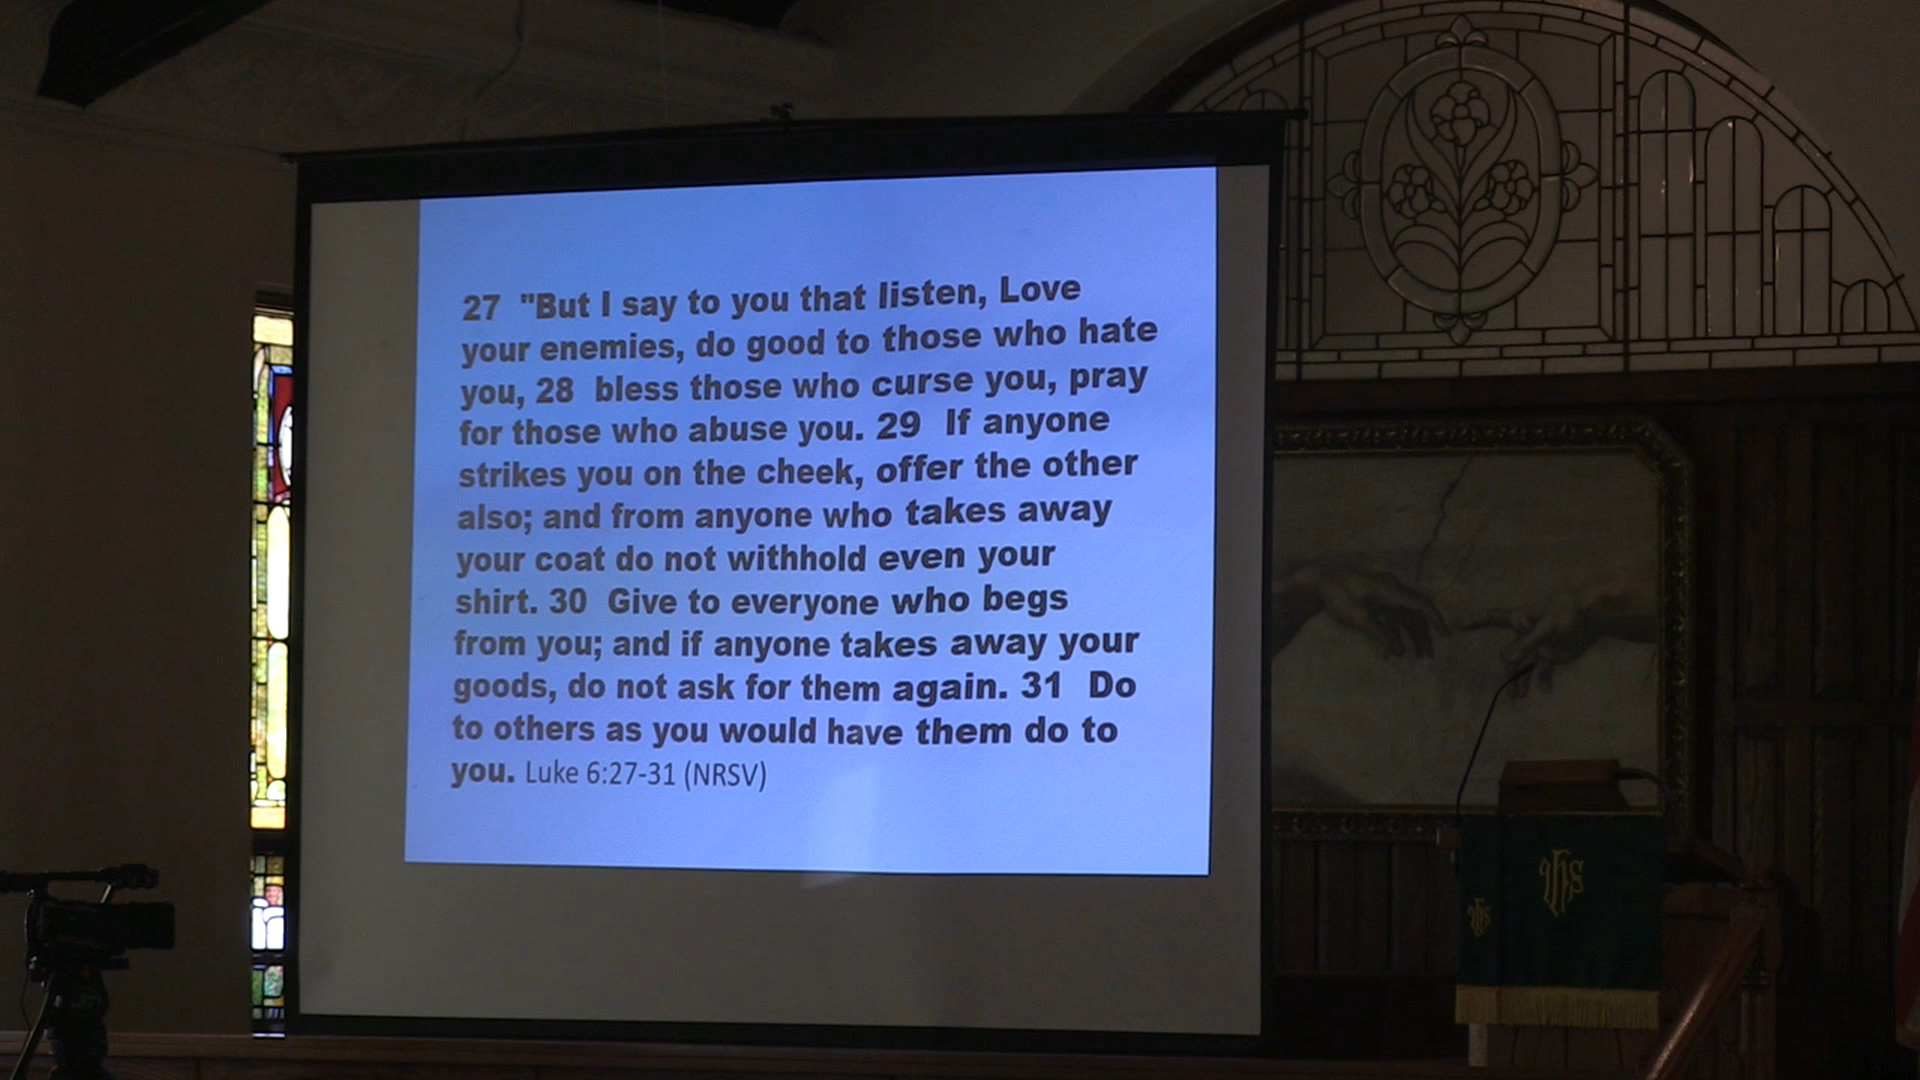 27 "But I say to you that listen, Love
your enemies, do good to those who hate
you, 28 bless those who curse you, pray
for those who abuse you. 29 If anyone
strikes you on the cheek, offer the other
also; and from anyone who takes away
your coat do not withhold even your
shirt. 30 Give to everyone who begs
from you; and if anyone takes away your
goods, do not ask for them again. 31 Do
to others as you would have them do to
you. Luke 6:27-31 (NRSV)
IHS
IHS